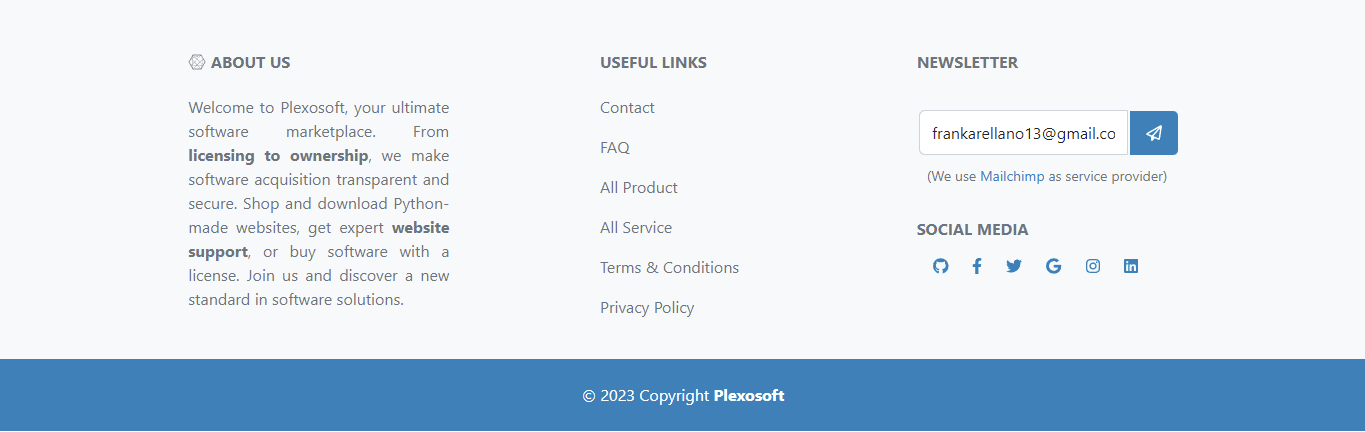 ABOUT US
Welcome to Plexosoft, your ultimate
software marketplace. From
licensing to ownership, we make
software acquisition transparent and
secure. Shop and download Python-
made websites, get expert website
support, or buy software with a
license. Join us and discover a new
standard in software solutions.
USEFUL LINKS
Contact
FAQ
All Product
All Service
Terms & Conditions
Privacy Policy
NEWSLETTER
frankarellano13@gmail.co
(We use Mailchimp as service provider)
SOCIAL MEDIA
© 2023 Copyright Plexosoft